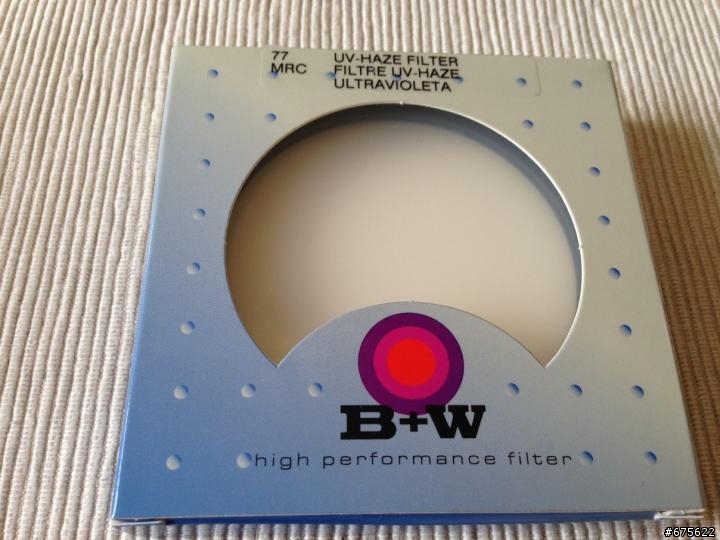 77 UV-HAZE FILTER
MRC FILTRE UV-HAZE
ULTRAVIOLETA
B+W
high performance filter
#675622